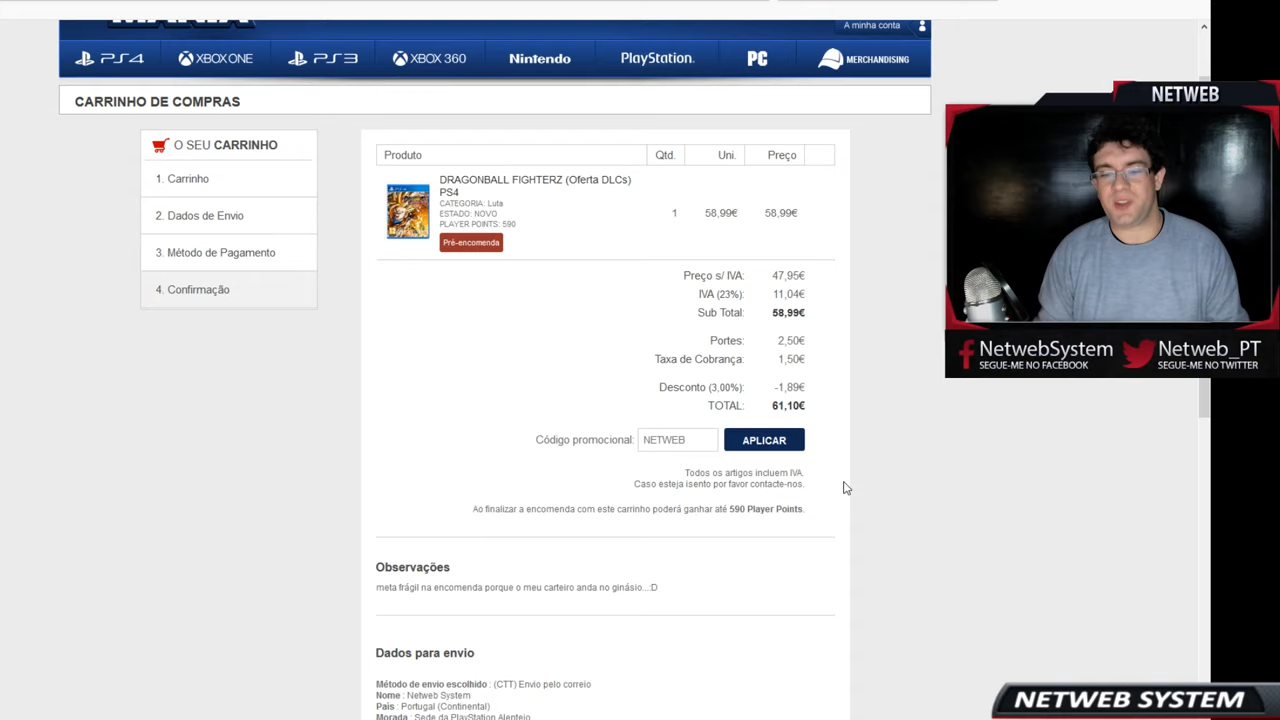 A minha conta
PS4 XBOX ONE PS3 XBOX 360 Nintendo PlayStation. PC MERCHANDISING
CARRINHO DE COMPRAS
O SEU CARRINHO
1. Carrinho
2. Dados de Envio
3. Método de Pagamento
4. Confirmação
Produto Qtd. Uni. Preço
DRAGONBALL FIGHTERZ (Oferta DLCs)
PS4
CATEGORIA: Luta
ESTADO: NOVO
PLAYER POINTS: 590
Pré-encomenda
1 58,99€ 58,99€
Preço s/ IVA: 47,95€
IVA (23%): 11,04€
Sub Total: 58,99€
Portes: 2,50€
Taxa de Cobrança: 1,50€
Desconto (3,00%): -1,89€
TOTAL: 61,10€
Código promocional: NETWEB APLICAR
Todos os artigos incluem IVA.
Caso esteja isento por favor contacte-nos.
Ao finalizar a encomenda com este carrinho poderá ganhar até 590 Player Points.
Observações
meta frágil na encomenda porque o meu carteiro anda no ginásio...:D
Dados para envio
Método de envio escolhido : (CTT) Envio pelo correio
Nome : Netweb System
País : Portugal (Continental)
Morada : Sede da PlayStation Alentejo
NETWEB
NetwebSystem Netweb_PT
SEGUE-ME NO FACEBOOK SEGUE-ME NO TWITTER
NETWEB SYSTEM